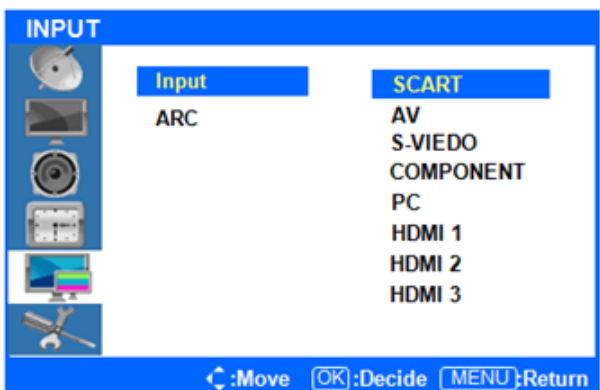 INPUT
Input
ARC
SCART
AV
S-VIEDO
COMPONENT
PC
HDMI 1
HDMI 2
HDMI 3
:Move OK:Decide MENU:Return